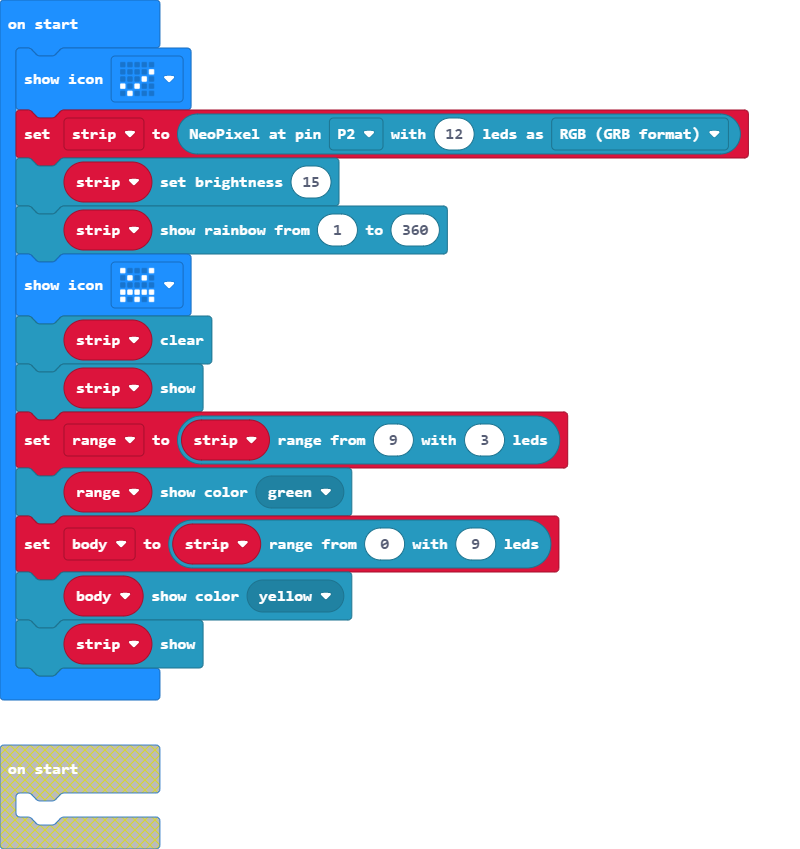 on start
show icon
set strip to NeoPixel at pin P2 with 12 leds as RGB (GRB format)
strip set brightness 15
strip show rainbow from 1 to 360
show icon
strip clear
strip show
set range to strip range from 9 with 3 leds
range show color green
set body to strip range from 0 with 9 leds
body show color yellow
strip show
on start